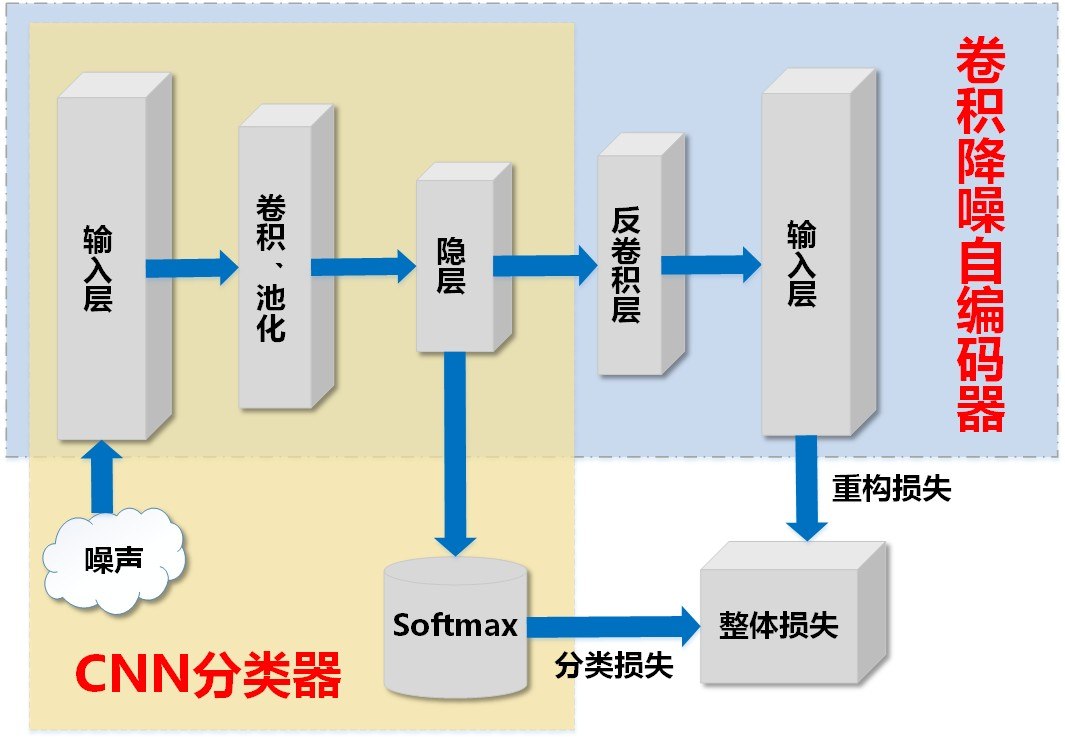 卷积降噪自编码器
输入层
卷积、池化
隐层
反卷积层
输入层
重构损失
噪声
Softmax
分类损失
整体损失
CNN分类器